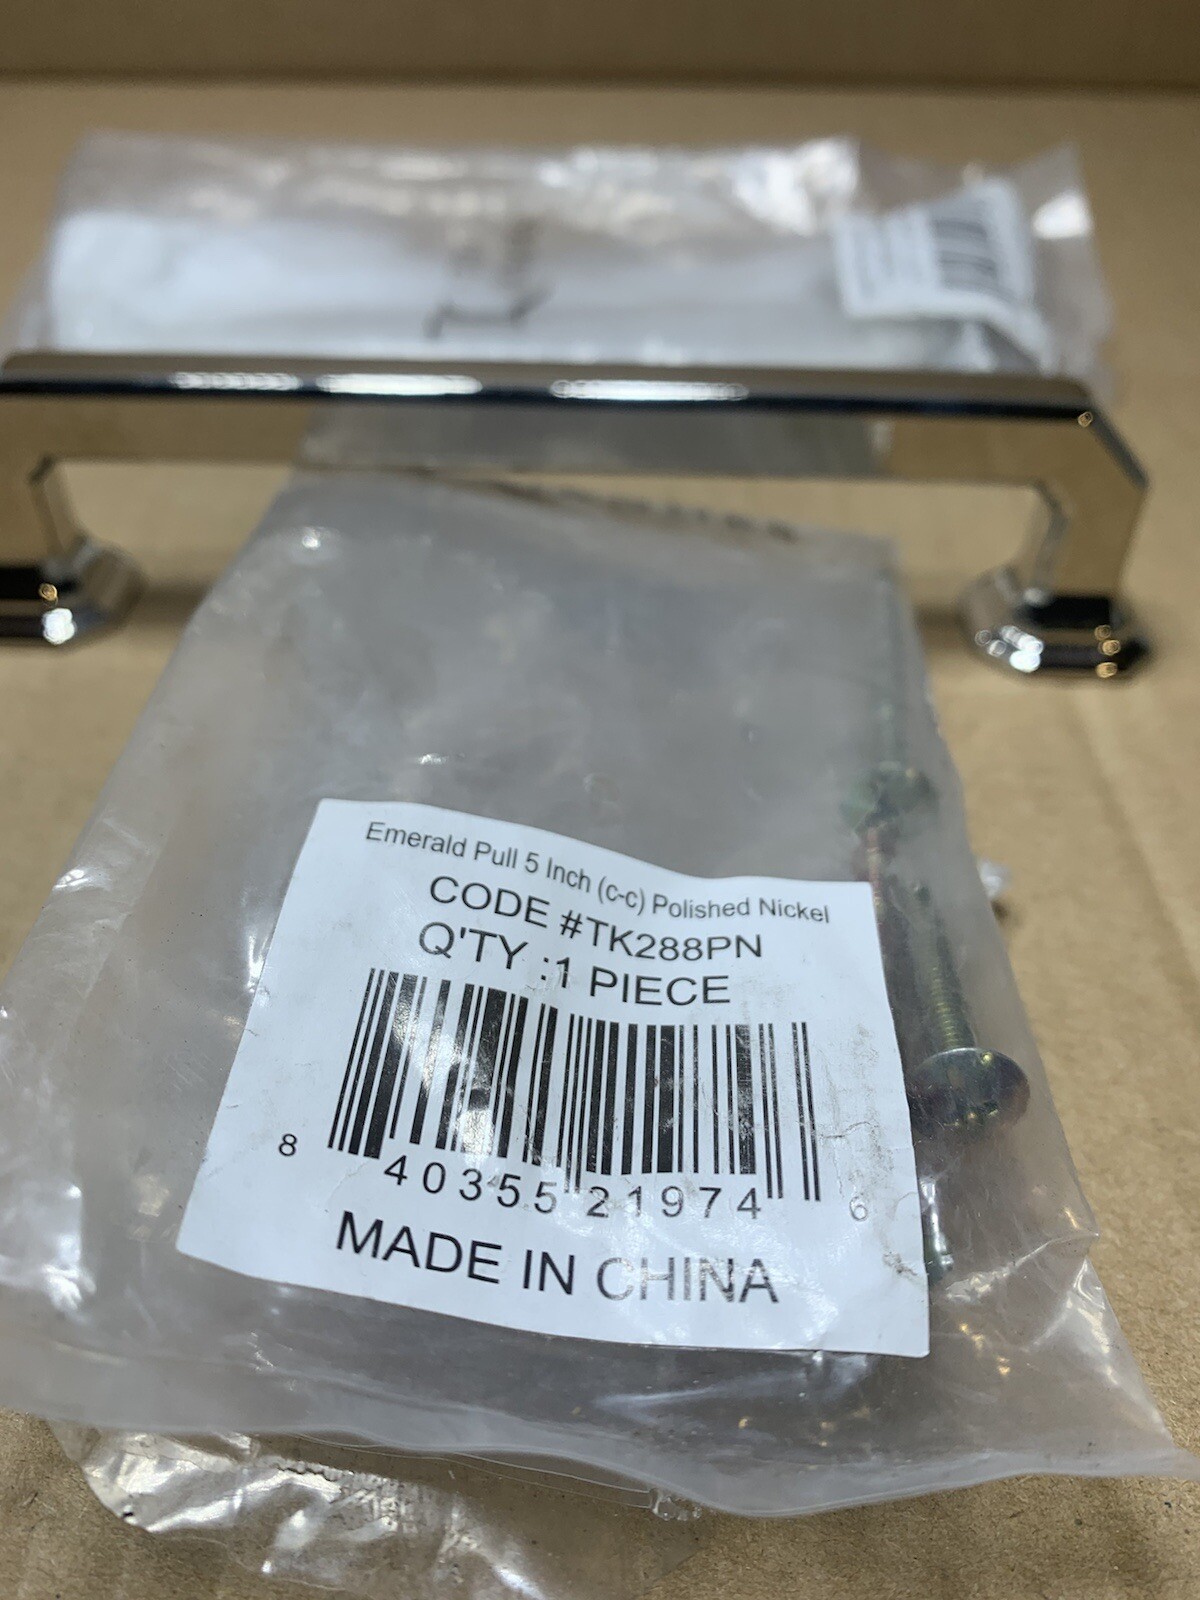 Emerald Pull 5 Inch (c-c) Polished Nickel
CODE #TK288PN
Q'TY :1 PIECE
8 40355 21974 6
MADE IN CHINA